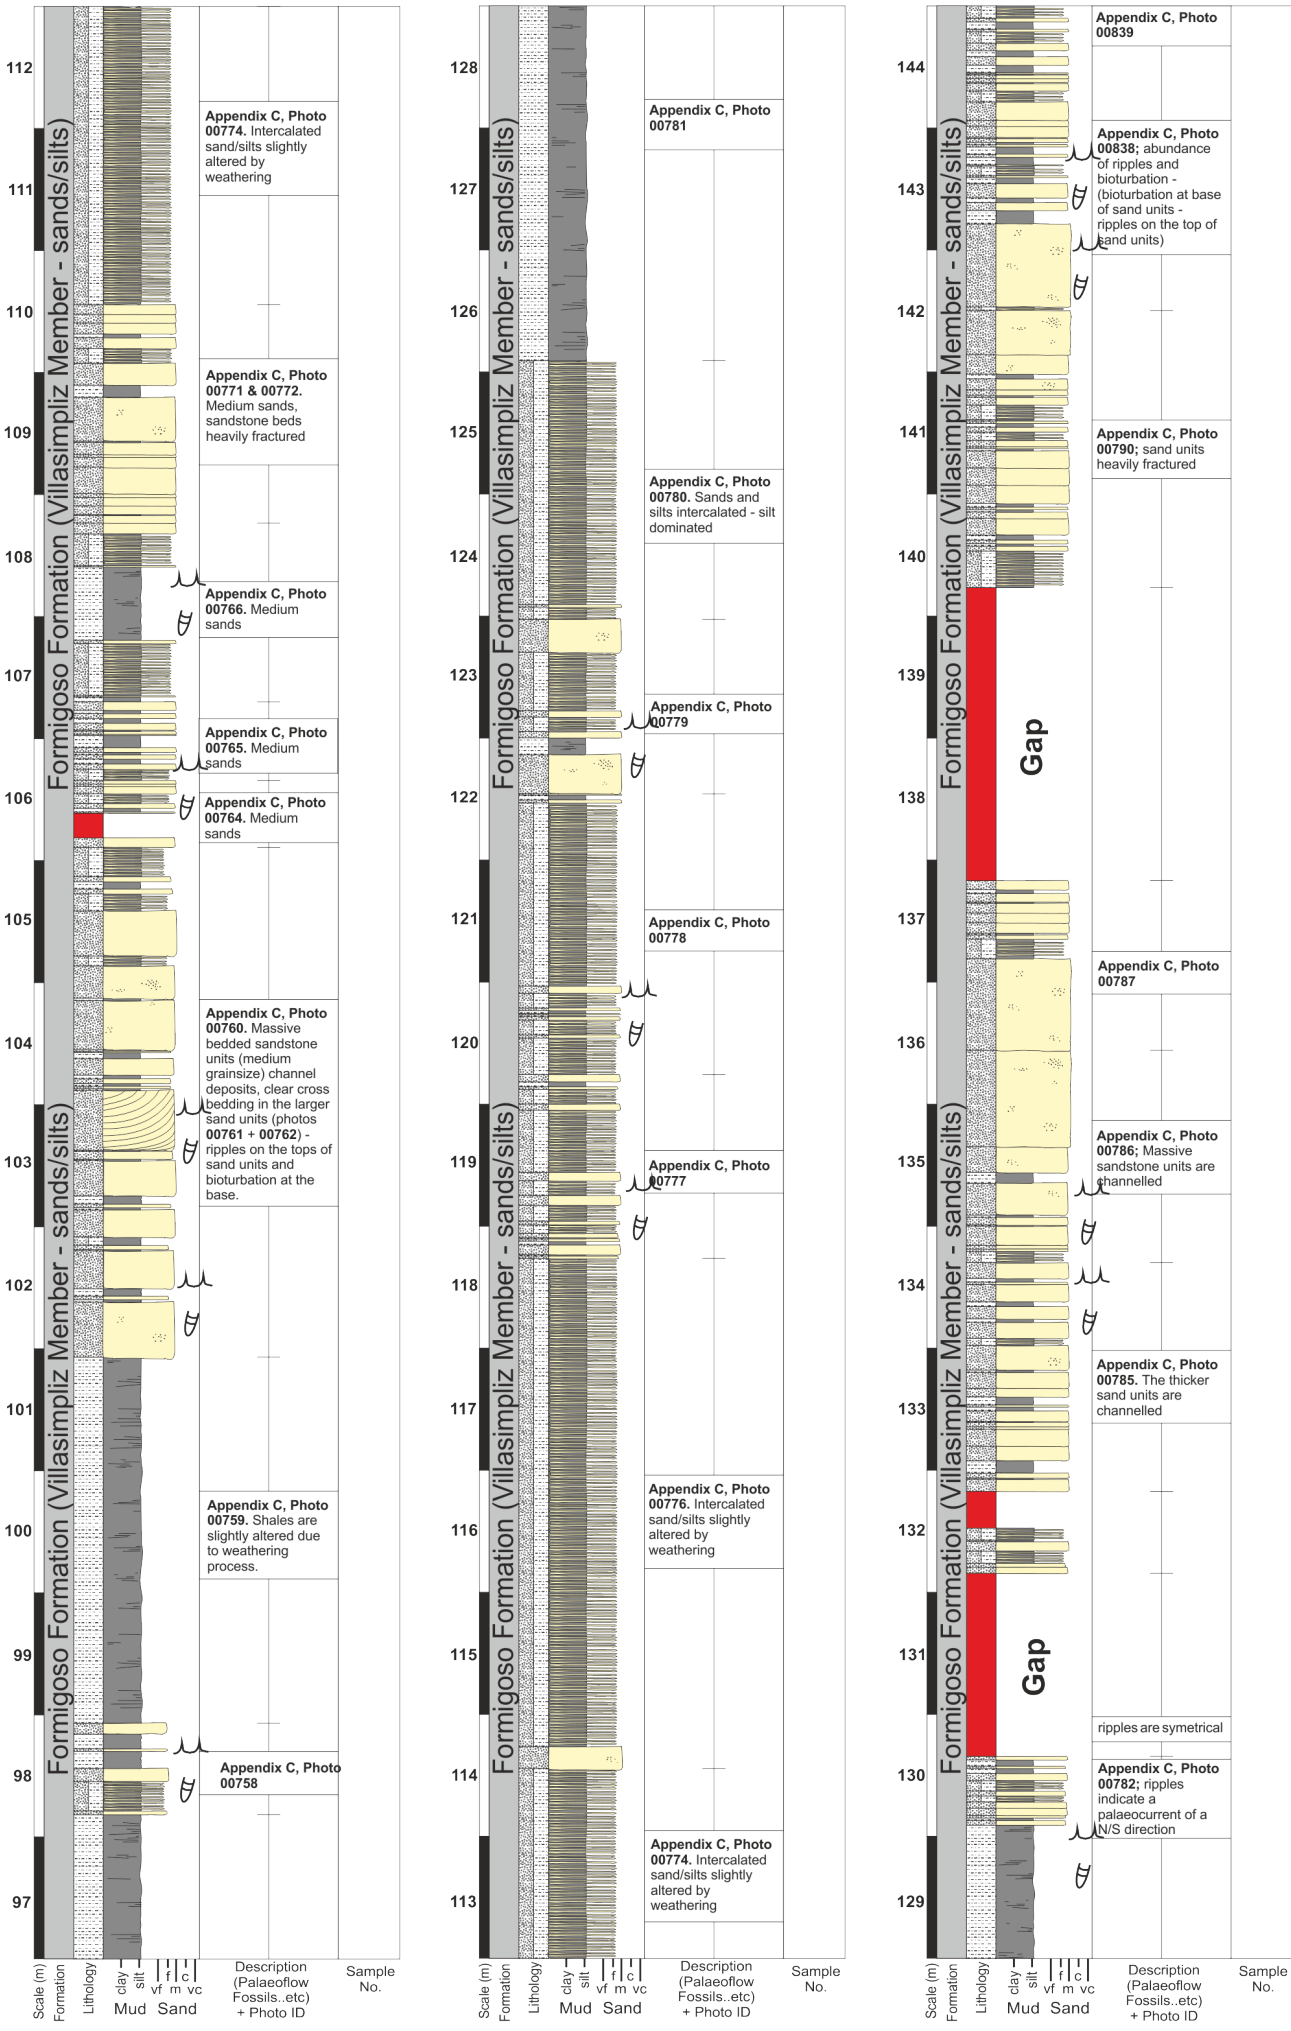 112
111
110
109
108
107
106
105
104
103
102
101
100
99
98
97
Formigoso Formation (Villasimpliz Member - sands/silts)
Formigoso Formation (Villasimpliz Member - sands/silts)
Appendix C, Photo
00774. Intercalated
sand/silts slightly
altered by
weathering
Appendix C, Photo
00771 & 00772.
Medium sands,
sandstone beds
heavily fractured
Appendix C, Photo
00766. Medium
sands
Appendix C, Photo
00765. Medium
sands
Appendix C, Photo
00764. Medium
sands
Appendix C, Photo
00760. Massive
bedded sandstone
units (medium
grainsize) channel
deposits, clear cross
bedding in the larger
sand units (photos
00761 + 00762) -
ripples on the tops of
sand units and
bioturbation at the
base.
Appendix C, Photo
00759. Shales are
slightly altered due
to weathering
process.
Appendix C, Photo
00758
Scale (m)
Formation
Lithology
clay
silt
vf
f
m
c
vc
Mud Sand
Description
(Palaeoflow
Fossils..etc)
+ Photo ID
Sample
No.
128
127
126
125
124
123
122
121
120
119
118
117
116
115
114
113
Formigoso Formation (Villasimpliz Member - sands/silts)
Formigoso Formation (Villasimpliz Member - sands/silts)
Appendix C, Photo
00781
Appendix C, Photo
00780. Sands and
silts intercalated - silt
dominated
Appendix C, Photo
00779
Appendix C, Photo
00778
Appendix C, Photo
00777
Appendix C, Photo
00776. Intercalated
sand/silts slightly
altered by
weathering
Appendix C, Photo
00774. Intercalated
sand/silts slightly
altered by
weathering
Scale (m)
Formation
Lithology
clay
silt
vf
f
m
c
vc
Mud Sand
Description
(Palaeoflow
Fossils..etc)
+ Photo ID
Sample
No.
144
143
142
141
140
139
138
137
136
135
134
133
132
131
130
129
Formigoso Formation (Villasimpliz Member - sands/silts)
Formigoso Formation (Villasimpliz Member - sands/silts)
Gap
Gap
Appendix C, Photo
00839
Appendix C, Photo
00838; abundance
of ripples and
bioturbation -
(bioturbation at base
of sand units -
ripples on the top of
sand units)
Appendix C, Photo
00790; sand units
heavily fractured
Appendix C, Photo
00787
Appendix C, Photo
00786; Massive
sandstone units are
channelled
Appendix C, Photo
00785. The thicker
sand units are
channelled
ripples are symetrical
Appendix C, Photo
00782; ripples
indicate a
palaeocurrent of a
N/S direction
Scale (m)
Formation
Lithology
clay
silt
vf
f
m
c
vc
Mud Sand
Description
(Palaeoflow
Fossils..etc)
+ Photo ID
Sample
No.